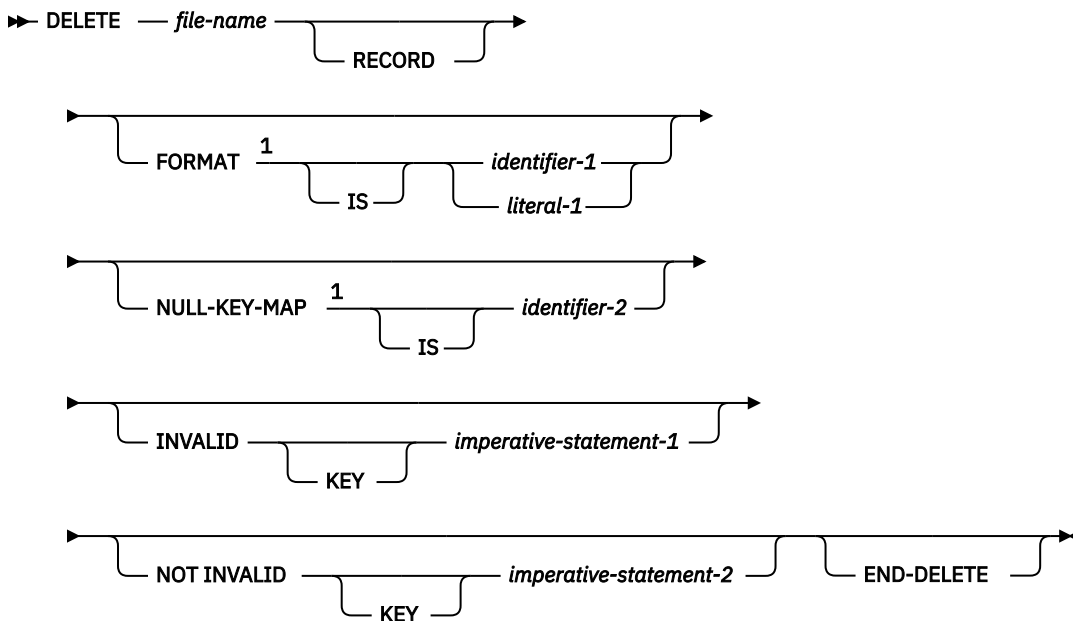 DELETE file-name
RECORD
FORMAT 1 identifier-1
IS literal-1
NULL-KEY-MAP 1 identifier-2
IS
INVALID imperative-statement-1
KEY
NOT INVALID imperative-statement-2 END-DELETE
KEY